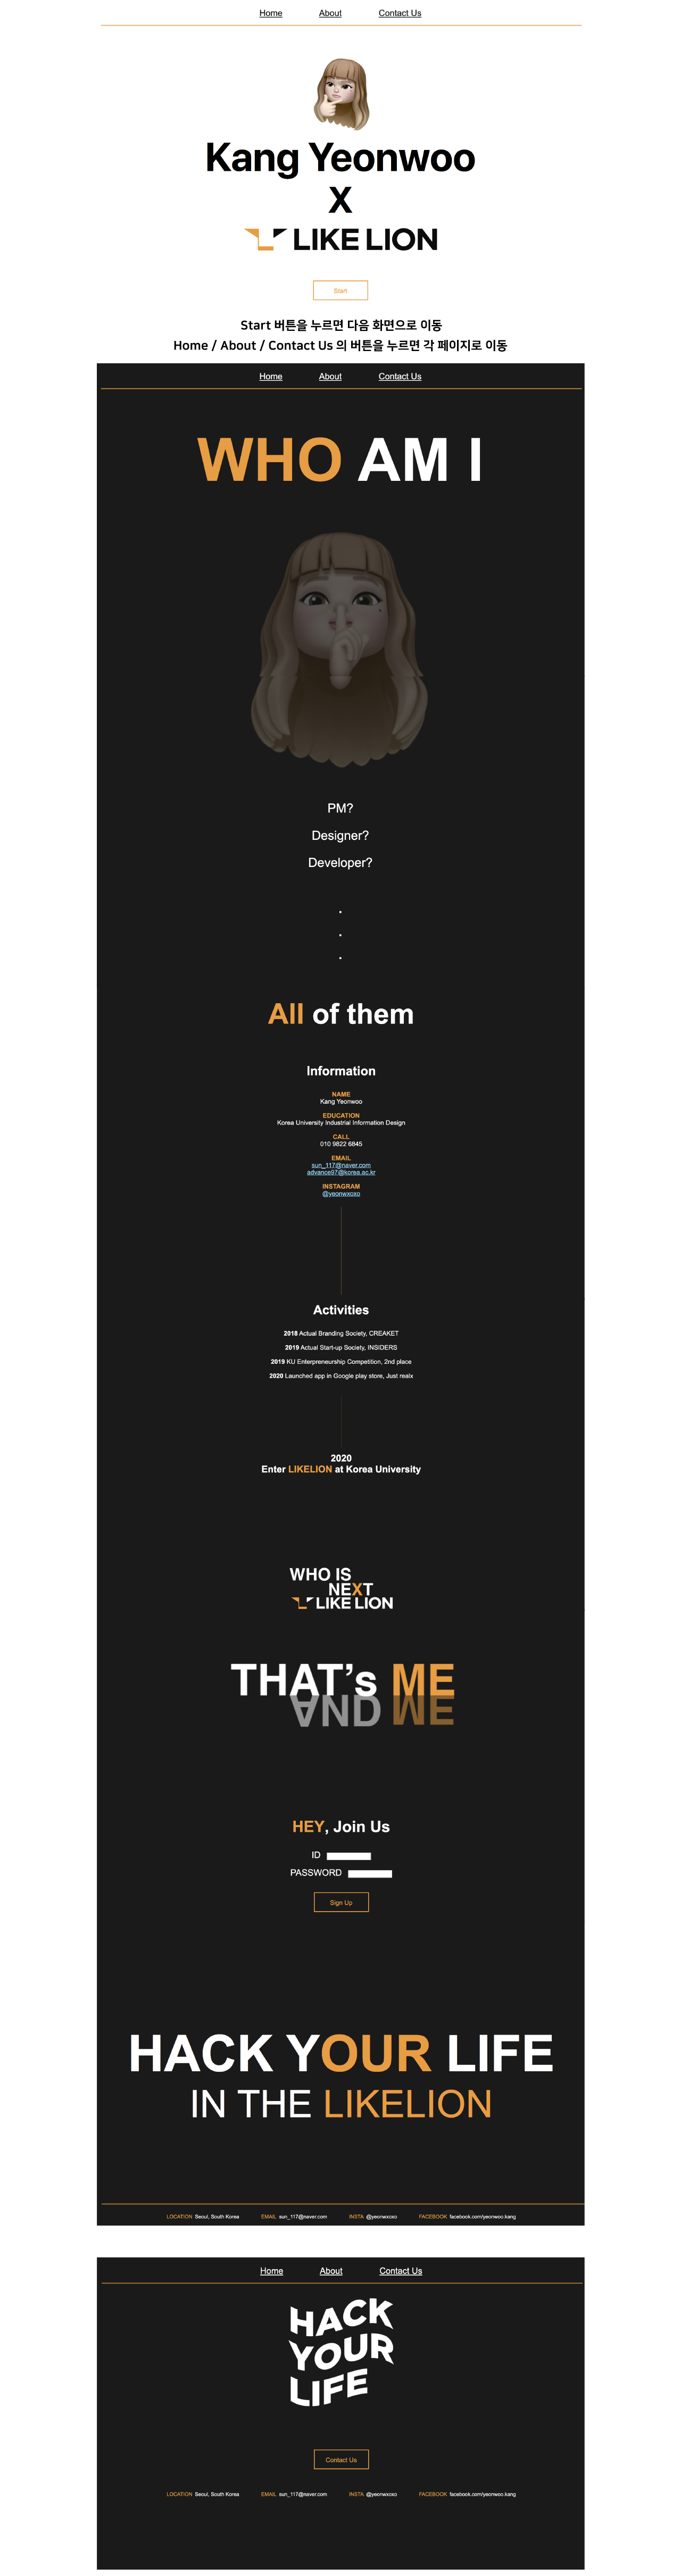 Home About Contact Us
Kang Yeonwoo
X
LIKE LION
Start
Start 버튼을 누르면 다음 화면으로 이동
Home / About / Contact Us 의 버튼을 누르면 각 페이지로 이동
Home About Contact Us
WHO AM I
PM?
Designer?
Developer?
All of them
Information
NAME
Kang Yeonwoo
EDUCATION
Korea University Industrial Information Design
CALL
010 9822 6845
EMAIL
sun_117@naver.com
advance97@korea.ac.kr
INSTAGRAM
@yeonwxoxo
Activities
2018 Actual Branding Society, CREAKET
2019 Actual Start-up Society, INSIDERS
2019 KU Enterpreneurship Competition, 2nd place
2020 Launched app in Google play store, Just realx
2020
Enter LIKELION at Korea University
WHO IS
NEXT
LIKE LION
THAT's ME
AND ME
HEY, Join Us
ID
PASSWORD
Sign Up
HACK YOUR LIFE
IN THE LIKELION
LOCATION Seoul, South Korea EMAIL sun_117@naver.com INSTA @yeonwxoxo FACEBOOK facebook.com/yeonwoo.kang
Home About Contact Us
HACK
YOUR
LIFE
Contact Us
LOCATION Seoul, South Korea EMAIL sun_117@naver.com INSTA @yeonwxoxo FACEBOOK facebook.com/yeonwoo.kang